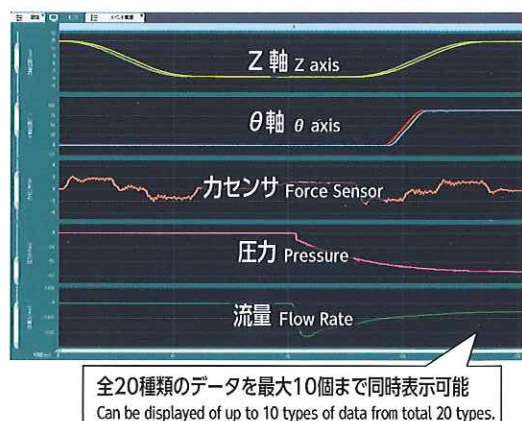 Z 軸 Z axis
θ 軸 θ axis
力センサ Force Sensor
圧力 Pressure
流量 Flow Rate
全20種類のデータを最大10個まで同時表示可能
Can be displayed of up to 10 types of data from total 20 types.